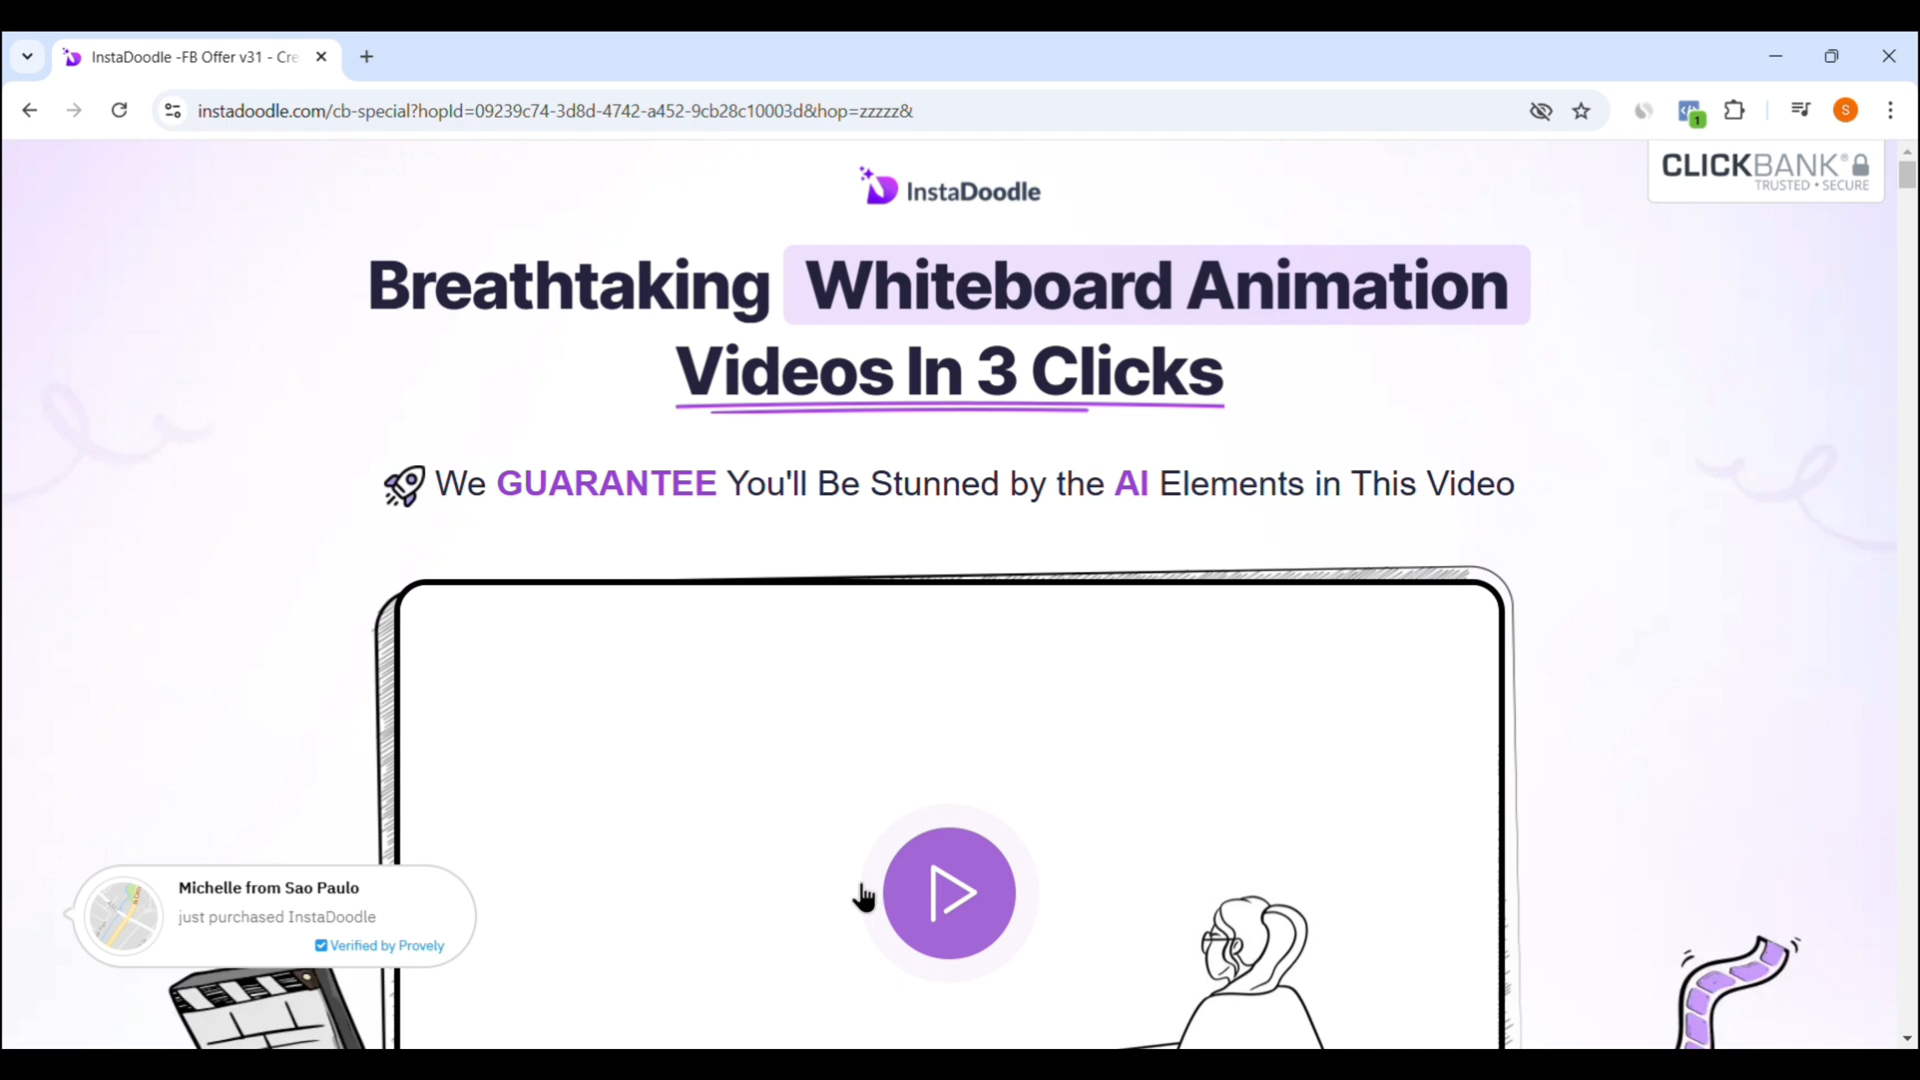 InstaDoodle -FB Offer v31 - Cre
instadoodle.com/cb-special?hopId=09239c74-3d8d-4742-a452-9cb28c10003d&hop=zzzzz&
1
S
CLICKBANK®
TRUSTED • SECURE
InstaDoodle
Breathtaking Whiteboard Animation
Videos In 3 Clicks
We GUARANTEE You'll Be Stunned by the AI Elements in This Video
Michelle from Sao Paulo
just purchased InstaDoodle
Verified by Provely